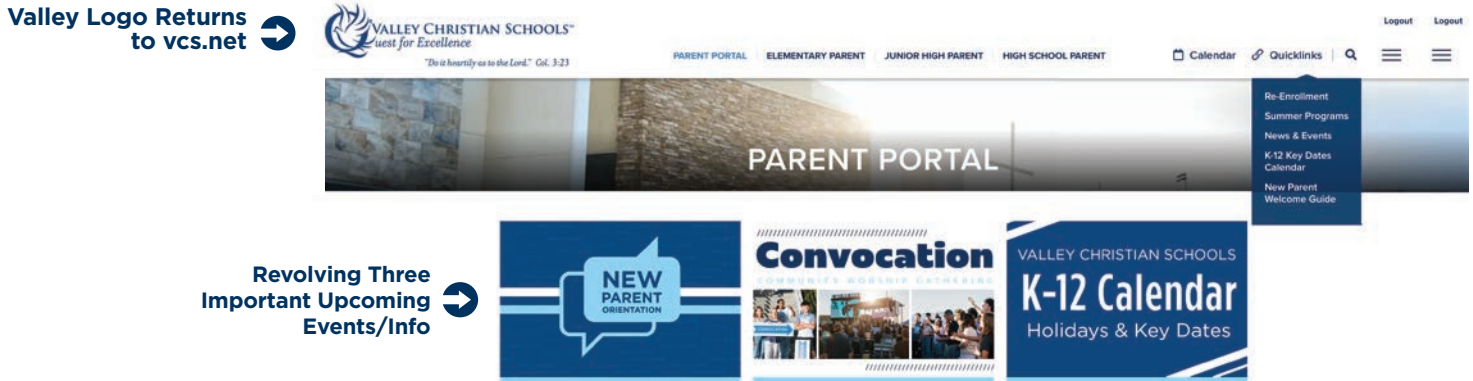 Valley Logo Returns
to vcs.net
VALLEY CHRISTIAN SCHOOLS℠
Quest for Excellence
"Do it heartily as to the Lord." Col. 3:23
PARENT PORTAL
ELEMENTARY PARENT
JUNIOR HIGH PARENT
HIGH SCHOOL PARENT
Calendar
Quicklinks
Logout
Logout
Re-Enrollment
Summer Programs
News & Events
K-12 Key Dates
Calendar
New Parent
Welcome Guide
PARENT PORTAL
Revolving Three
Important Upcoming
Events/Info
NEW
PARENT
ORIENTATION
Convocation
COMMUNITY WORSHIP GATHERING
VALLEY CHRISTIAN SCHOOLS
K-12 Calendar
Holidays & Key Dates